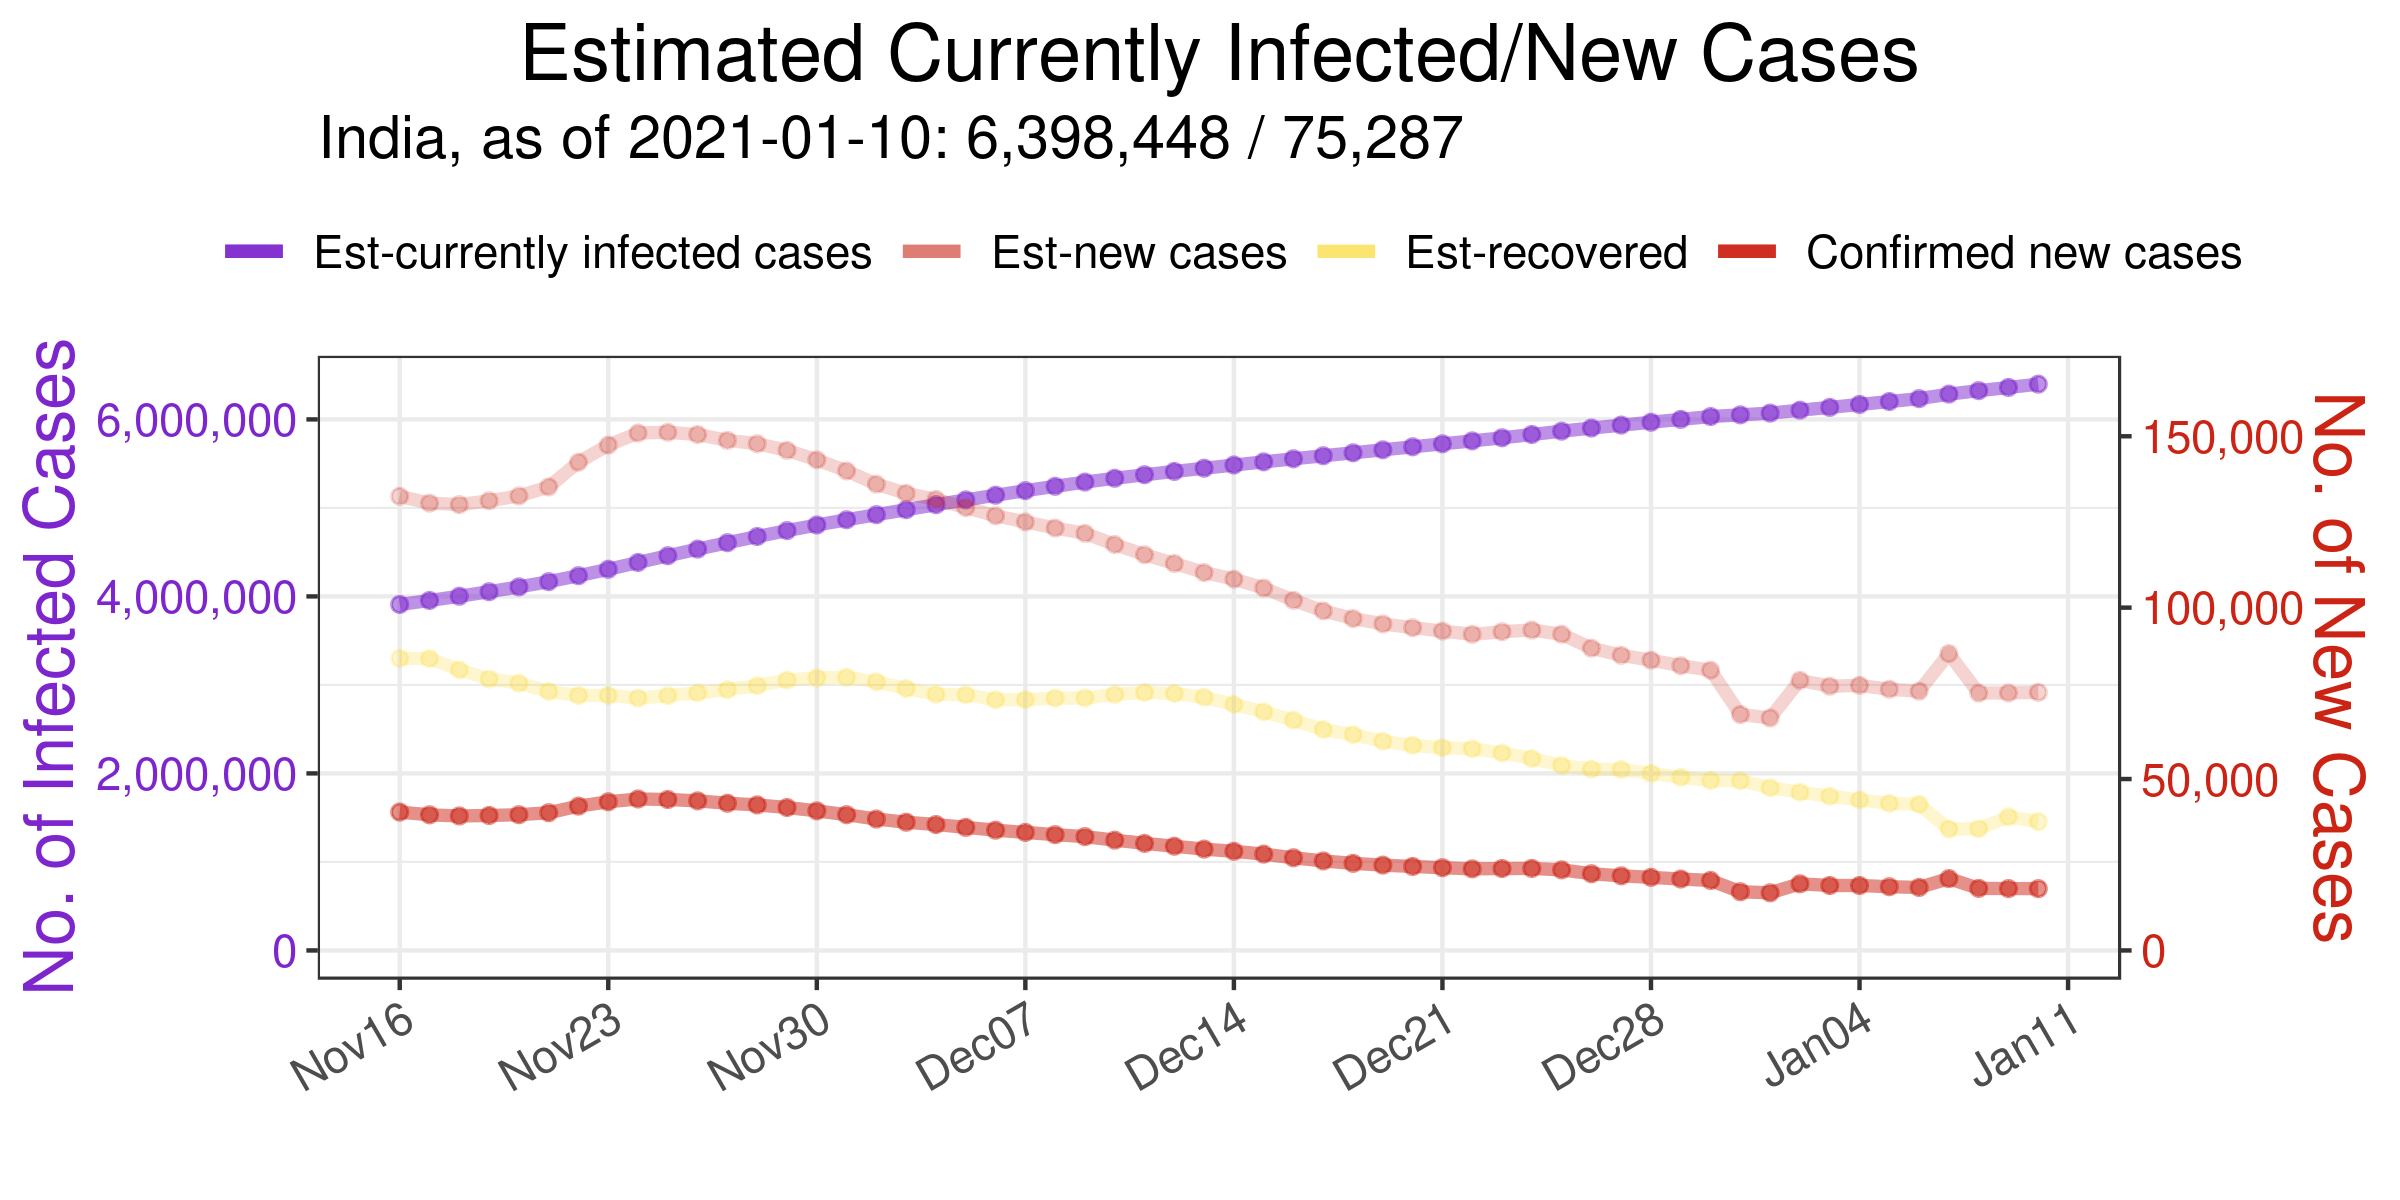 Estimated Currently Infected/New Cases
India, as of 2021-01-10: 6,398,448 / 75,287
Est-currently infected cases Est-new cases Est-recovered Confirmed new cases
No. of Infected Cases
6,000,000
4,000,000
2,000,000
0
150,000
100,000
50,000
0
No. of New Cases
Nov16 Nov23 Nov30 Dec07 Dec14 Dec21 Dec28 Jan04 Jan11